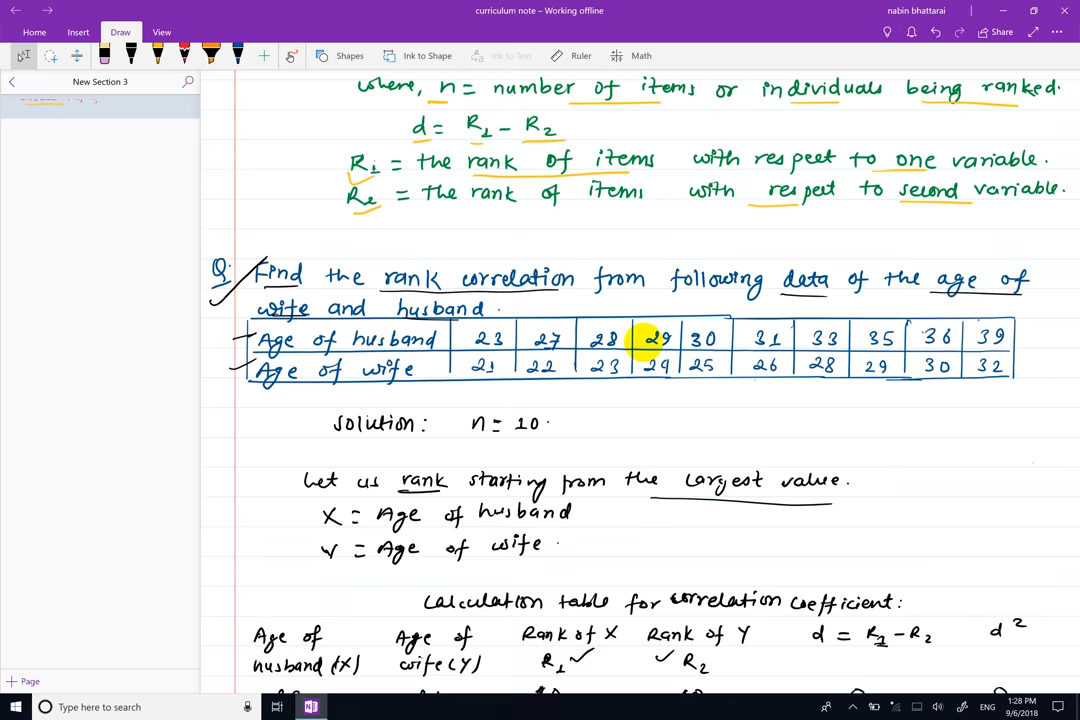 curriculum note – Working offline
nabin bhattarai
Home Insert Draw View
Share
Shapes Ink to Shape Ink to Text Ruler Math
New Section 3
where, n = number of items or individuals being ranked.
d = R1 - R2
R1 = the rank of items with respect to one variable.
R2 = the rank of items with respect to second variable.
Q. Find the rank correlation from following data of the age of
wife and husband.
Age of husband 23 27 28 29 30 31 33 35 36 39
Age of wife 21 22 23 24 25 26 28 29 30 32
solution: n = 10.
Let us rank starting from the largest value.
X = Age of husband
Y = Age of wife
calculation table for correlation coefficient:
Age of Age of Rank of X Rank of Y d = R1 - R2 d2
husband (X) wife (Y) R1 R2
+ Page
Type here to search
ENG
1:28 PM
9/6/2018